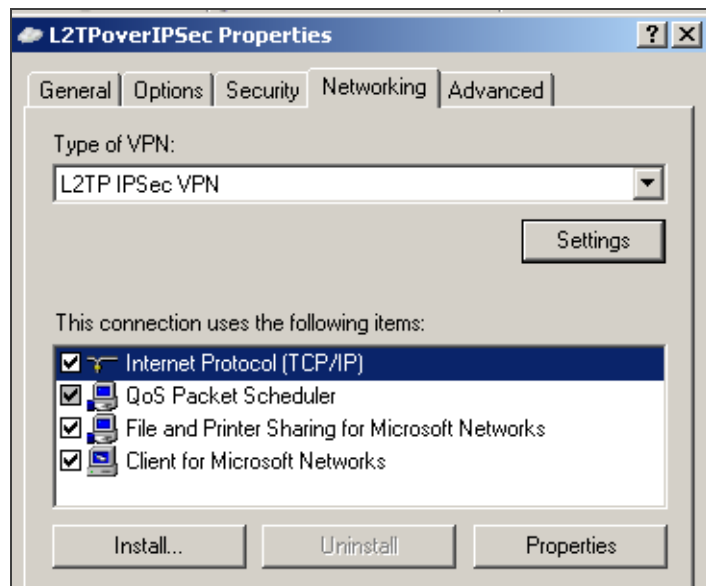 L2TPoverIPSec Properties
General Options Security Networking Advanced
Type of VPN:
L2TP IPSec VPN
Settings
This connection uses the following items:
Internet Protocol (TCP/IP)
QoS Packet Scheduler
File and Printer Sharing for Microsoft Networks
Client for Microsoft Networks
Install... Uninstall Properties